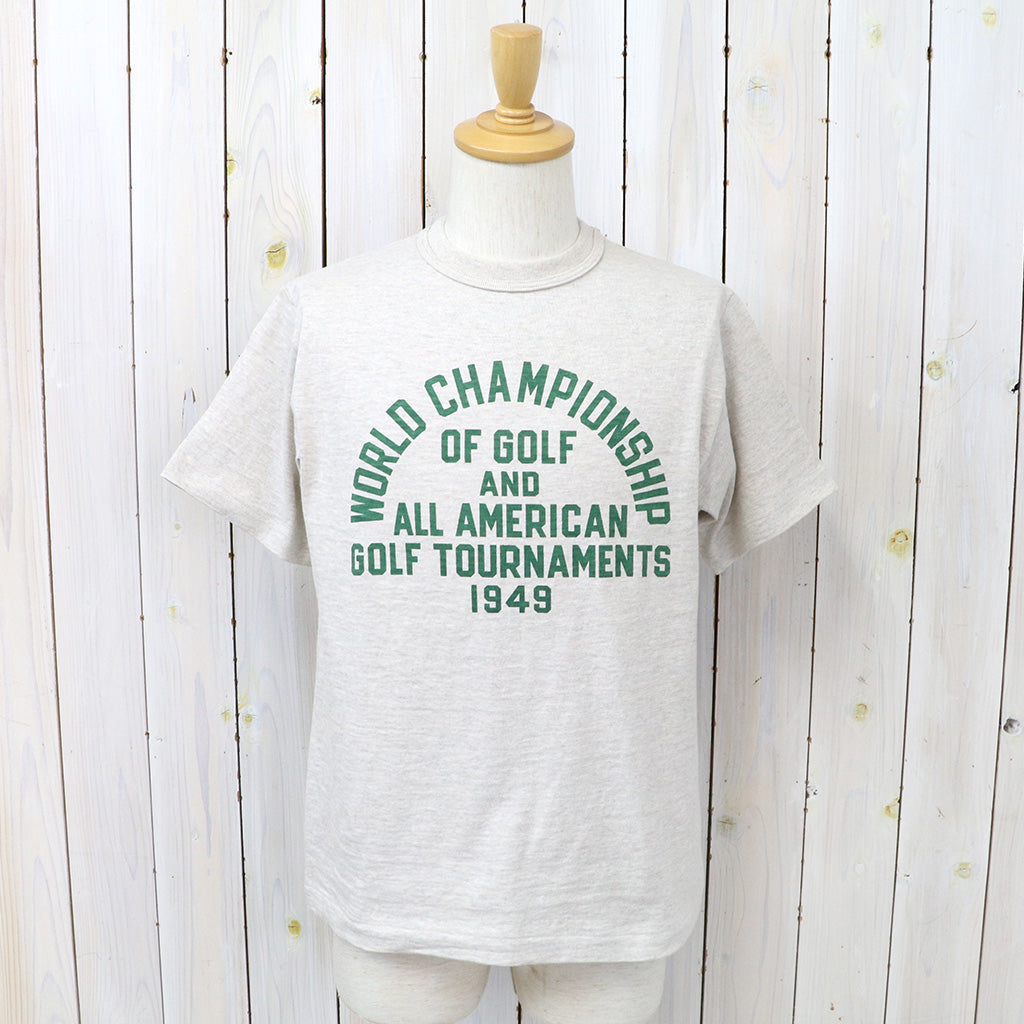 WORLD CHAMPIONSHIP
OF GOLF
AND
ALL AMERICAN
GOLF TOURNAMENTS
1949